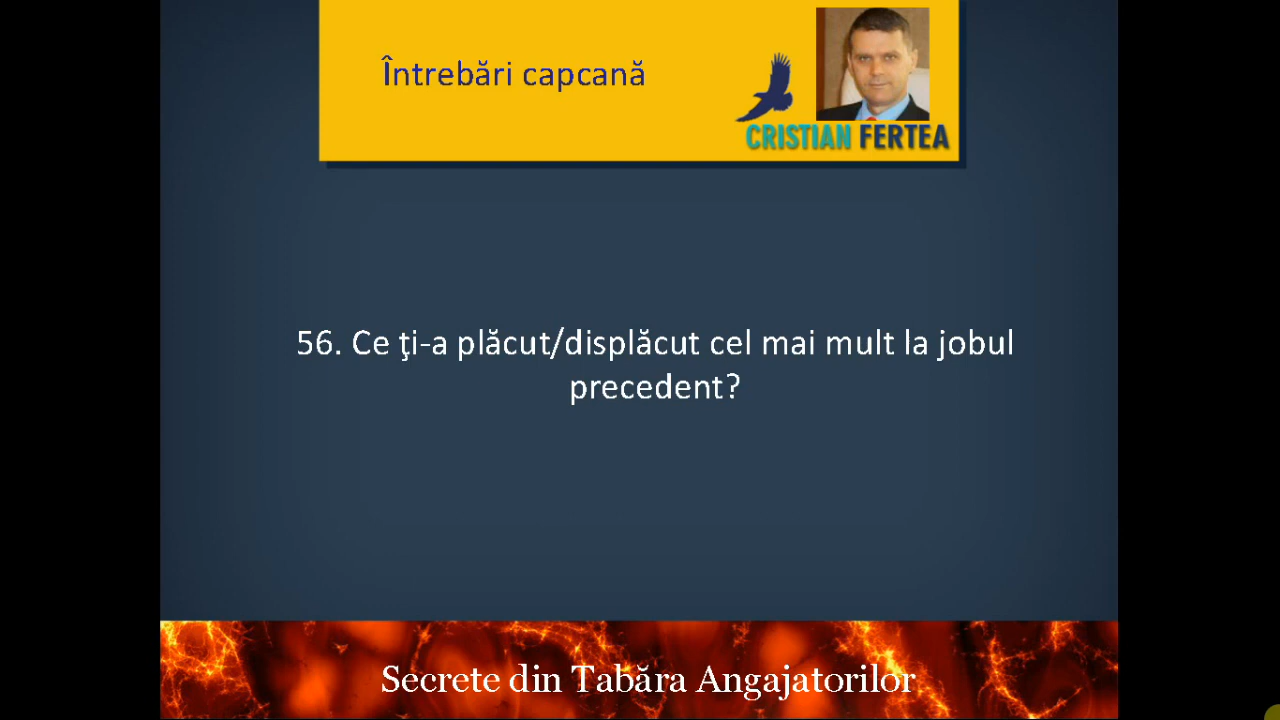 Întrebări capcană
CRISTIAN FERTEA
56. Ce ţi-a plăcut/displăcut cel mai mult la jobul
precedent?
Secrete din Tabăra Angajatorilor